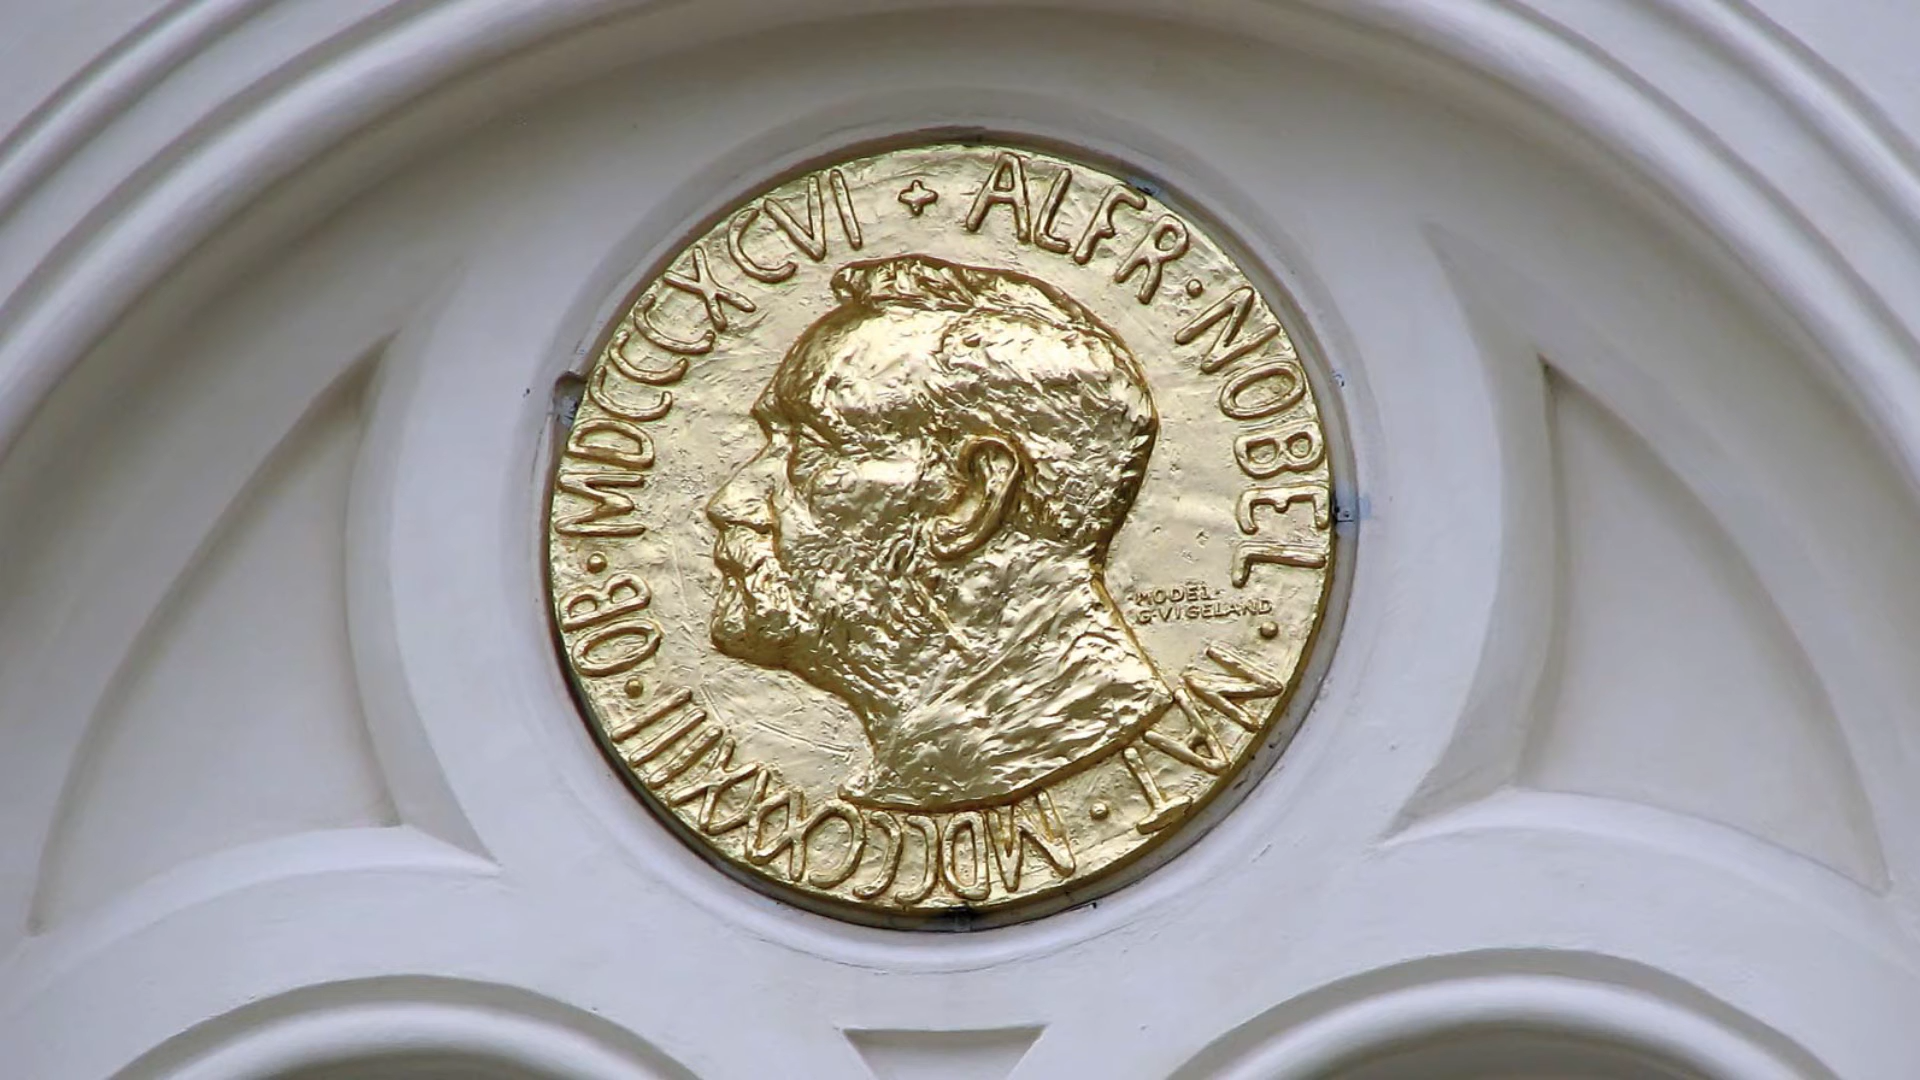 ALFR · NOBEL · NAT · MDCCCXXXIII · OB · MDCCCXCVI +
MODEL·
G·VIGELAND